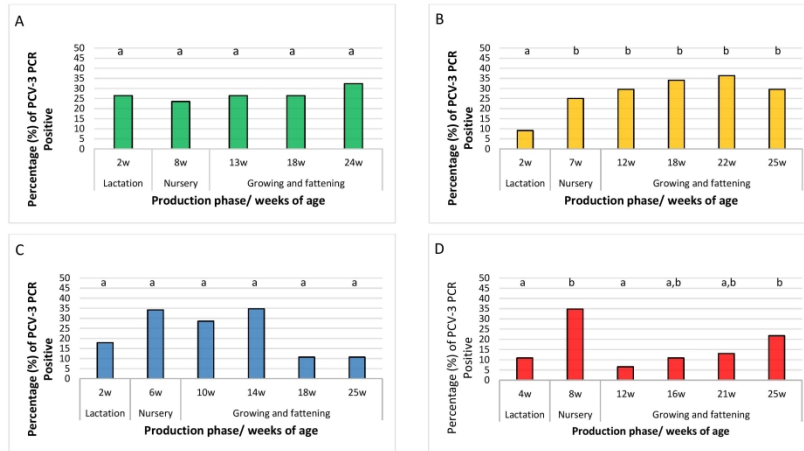 A
Percentage (%) of PCV-3 PCR
Positive
50
45
40
35
30
25
20
15
10
5
0
a a a a a
2w 8w 13w 18w 24w
Lactation Nursery Growing and fattening
Production phase/ weeks of age
B
Percentage (%) of PCV-3 PCR
Positive
50
45
40
35
30
25
20
15
10
5
0
a b b b b b
2w 7w 12w 18w 22w 25w
Lactation Nursery Growing and fattening
Production phase/ weeks of age
C
Percentage (%) of PCV-3 PCR
Positive
50
45
40
35
30
25
20
15
10
5
0
a a a a a a
2w 6w 10w 14w 18w 25w
Lactation Nursery Growing and fattening
Production phase/ weeks of age
D
Percentage (%) of PCV-3 PCR
Positive
50
45
40
35
30
25
20
15
10
5
0
a b a a,b a,b b
4w 8w 12w 16w 21w 25w
Lactation Nursery Growing and fattening
Production phase/ weeks of age